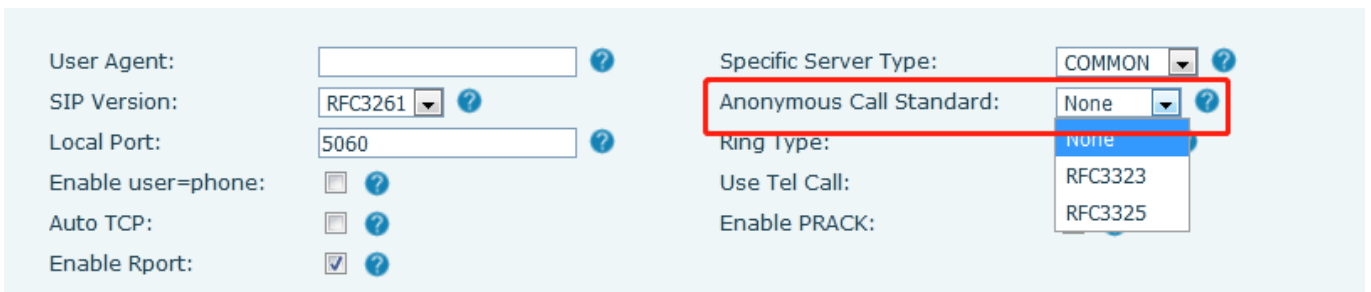 User Agent: ? Specific Server Type: COMMON ?
SIP Version: RFC3261 ? Anonymous Call Standard: None ?
Local Port: 5060 ? Ring Type: None
Enable user=phone: ? Use Tel Call: RFC3323
Auto TCP: ? Enable PRACK: RFC3325
Enable Rport: ?